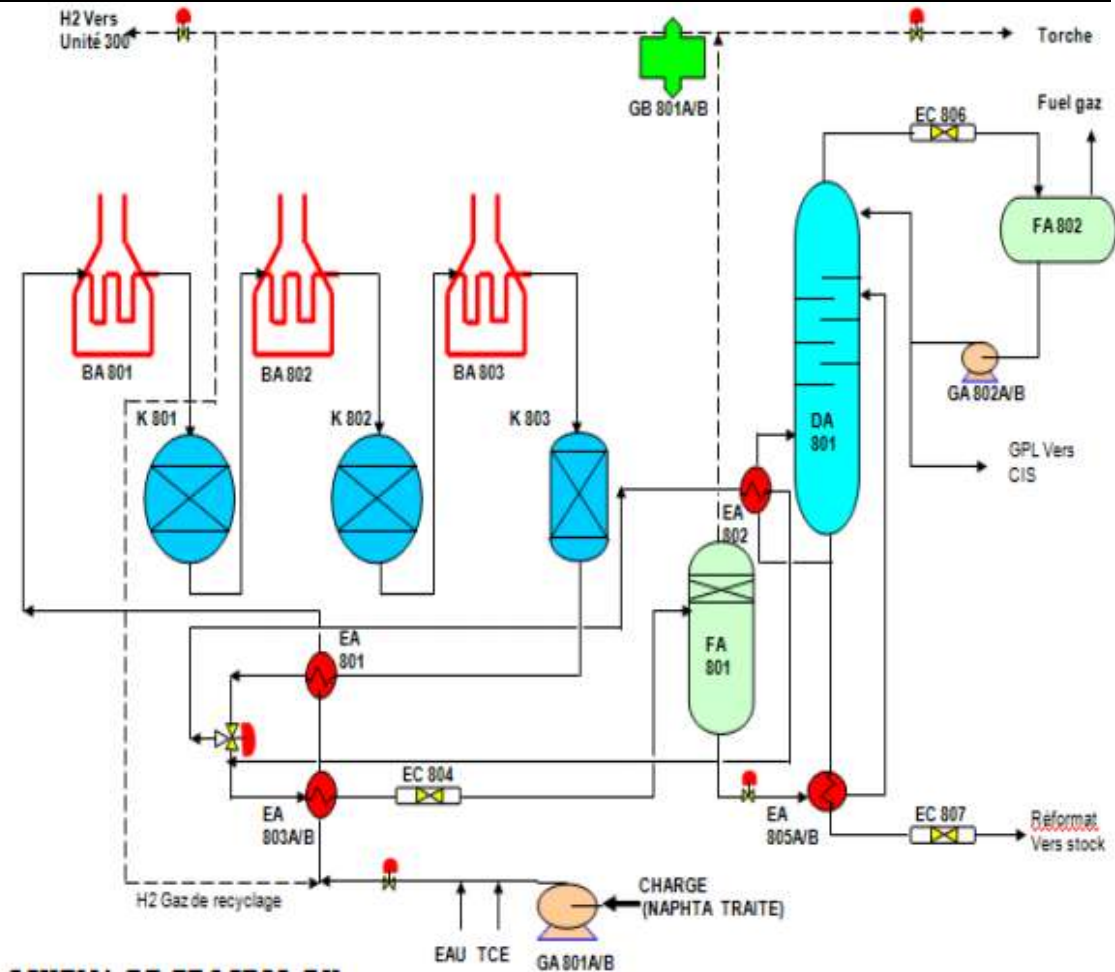 H2 Vers
Unité 300
Torche
GB 801A/B
Fuel gaz
EC 806
FA 802
BA 801
BA 802
BA 803
GA 802A/B
K 801
K 802
K 803
DA
801
GPL Vers
CIS
EA
802
EA
801
FA
801
EC 804
EA
803A/B
EA
805A/B
EC 807
Réformat
Vers stock
H2 Gaz de recyclage
CHARGE
(NAPHTA TRAITE)
EAU TCE
GA 801A/B